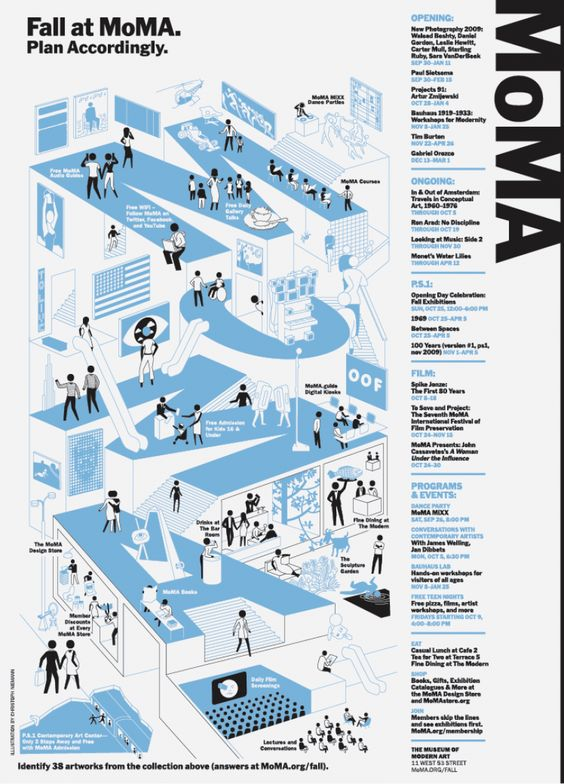 Fall at MoMA.
Plan Accordingly.
MoMA
MoMA MIXX
Dance Parties
Free MoMA
Audio Guides
MoMA Courses
Free WIFI –
Follow MoMA on
Twitter, Facebook
and YouTube
Free Daily
Gallery
Talks
MoMA.guide
Digital Kiosks
OOF
Free Admission
for Kids 16 &
Under
Drinks at
The Bar
Room
Fine Dining at
The Modern
The MoMA
Design Store
The
Sculpture
Garden
MoMA Books
Member
Discounts
at Every
MoMA Store
Daily Film
Screenings
P.S.1 Contemporary Art Center—
Only 2 Stops Away and Free
with MoMA Admission
Lectures and
Conversations
ILLUSTRATION BY CHRISTOPH NIEMANN
Identify 38 artworks from the collection above (answers at MoMA.org/fall).
OPENING:
New Photography 2009:
Walead Beshty, Daniel
Gordon, Leslie Hewitt,
Carter Mull, Sterling
Ruby, Sara VanDerBeek
SEP 30–JAN 11
Paul Sietsema
SEP 30–FEB 15
Projects 91:
Artur Zmijewski
OCT 28–JAN 4
Bauhaus 1919–1933:
Workshops for Modernity
NOV 8–JAN 25
Tim Burton
NOV 22–APR 26
Gabriel Orozco
DEC 13–MAR 1
ONGOING:
In & Out of Amsterdam:
Travels in Conceptual
Art, 1960–1976
THROUGH OCT 5
Ron Arad: No Discipline
THROUGH OCT 19
Looking at Music: Side 2
THROUGH NOV 30
Monet's Water Lilies
THROUGH APR 12
P.S.1:
Opening Day Celebration:
Fall Exhibitions
SUN, OCT 25, 12:00–6:00 PM
1969 OCT 25–APR 5
Between Spaces
OCT 25–APR 5
100 Years (version #1, ps1,
nov 2009) NOV 1–APR 5
FILM:
Spike Jonze:
The First 80 Years
OCT 8–18
To Save and Project:
The Seventh MoMA
International Festival of
Film Preservation
OCT 24–NOV 16
MoMA Presents: John
Cassavetes's A Woman
Under the Influence
OCT 24–30
PROGRAMS
& EVENTS:
DANCE PARTY
MoMA MIXX
SAT, SEP 26, 8:00 PM
CONVERSATIONS WITH
CONTEMPORARY ARTISTS
With James Welling,
Jan Dibbets
MON, OCT 5, 6:30 PM
BAUHAUS LAB
Hands-on workshops for
visitors of all ages
NOV 8–JAN 25
FREE TEEN NIGHTS
Free pizza, films, artist
workshops, and more
FRIDAYS STARTING OCT 9,
4:00–8:00 PM
EAT
Casual Lunch at Cafe 2
Tea for Two at Terrace 5
Fine Dining at The Modern
SHOP
Books, Gifts, Exhibition
Catalogues & More at
the MoMA Design Store
and MoMAstore.org
JOIN
Members skip the lines
and see exhibitions first.
MoMA.org/membership
THE MUSEUM OF
MODERN ART
11 WEST 53 STREET
MoMA.ORG/FALL